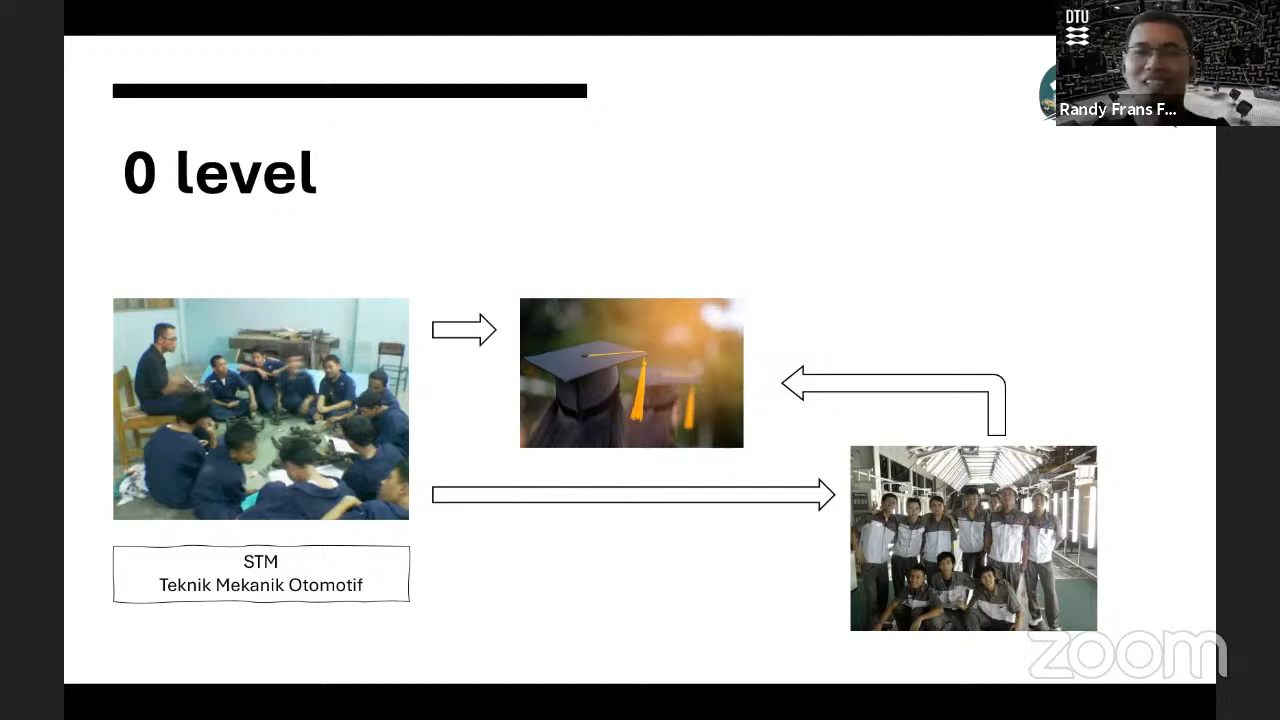 DTU
Randy Frans F...
0 level
STM
Teknik Mekanik Otomotif
zoom